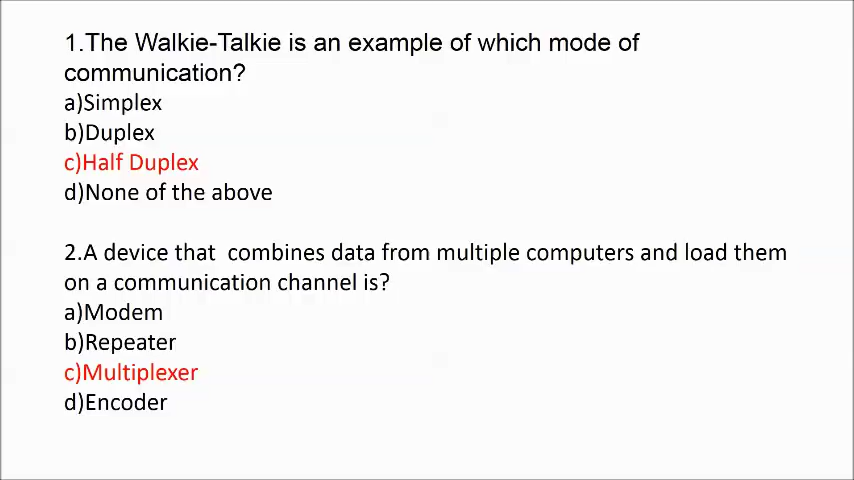 1.The Walkie-Talkie is an example of which mode of
communication?
a)Simplex
b)Duplex
c)Half Duplex
d)None of the above
2.A device that  combines data from multiple computers and load them
on a communication channel is?
a)Modem
b)Repeater
c)Multiplexer
d)Encoder